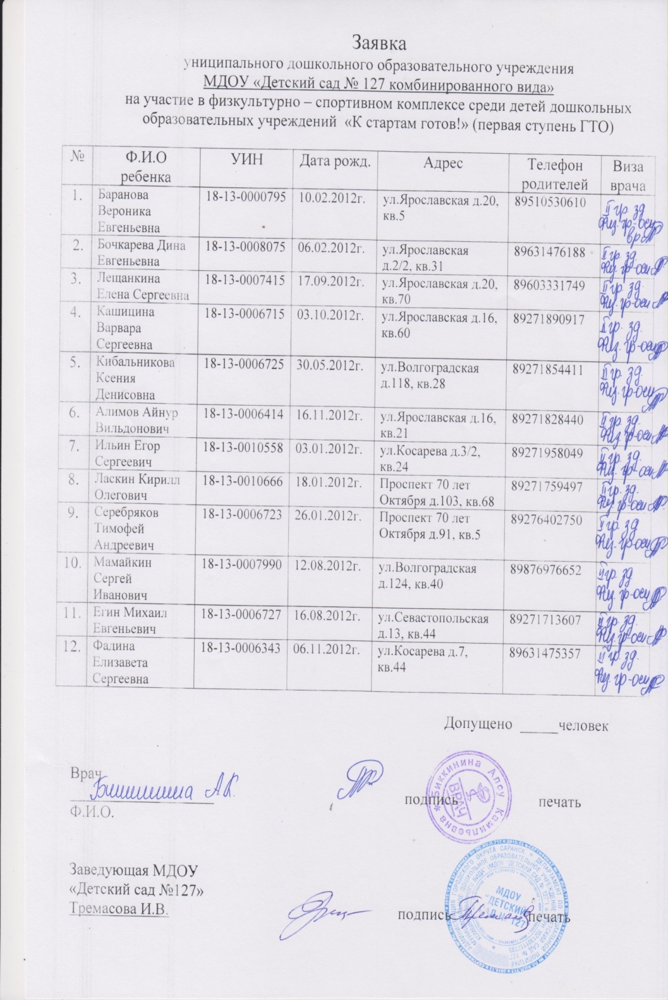 Заявка
униципального дошкольного образовательного учреждения
МДОУ «Детский сад № 127 комбинированного вида»
на участие в физкультурно – спортивном комплексе среди детей дошкольных
образовательных учреждений «К стартам готов!» (первая ступень ГТО)
№ Ф.И.О ребенка УИН Дата рожд. Адрес Телефон родителей Виза врача
1. Баранова Вероника Евгеньевна 18-13-0000795 10.02.2012г. ул.Ярославская д.20, кв.5 89510530610 II гр. зд Физ. гр-осн врач
2. Бочкарева Дина Евгеньевна 18-13-0008075 06.02.2012г. ул.Ярославская д.2/2, кв.31 89631476188 II гр. зд. Физ. гр-осн
3. Лещанкина Елена Сергеевна 18-13-0007415 17.09.2012г. ул.Ярославская д.20, кв.70 89603331749 II гр. зд. Физ. гр-осн
4. Кашицина Варвара Сергеевна 18-13-0006715 03.10.2012г. ул.Ярославская д.16, кв.60 89271890917 II гр. зд. Физ. гр-осн
5. Кибальникова Ксения Денисовна 18-13-0006725 30.05.2012г. ул.Волгоградская д.118, кв.28 89271854411 II гр. зд. Физ. гр-осн
6. Алимов Айнур Вильдонович 18-13-0006414 16.11.2012г. ул.Ярославская д.16, кв.21 89271828440 II гр. зд. Физ гр-осн
7. Ильин Егор Сергеевич 18-13-0010558 03.01.2012г. ул.Косарева д.3/2, кв.24 89271958049 II гр. зд. Физ. гр-осн
8. Ласкин Кирилл Олегович 18-13-0010666 18.01.2012г. Проспект 70 лет Октября д.103, кв.68 89271759497 II гр. зд. Физ гр-осн
9. Серебряков Тимофей Андреевич 18-13-0006723 26.01.2012г. Проспект 70 лет Октября д.91, кв.5 89276402750 II гр. зд Физ. гр-осн
10. Мамайкин Сергей Иванович 18-13-0007990 12.08.2012г. ул.Волгоградская д.124, кв.40 89876976652 II гр. зд Физ. гр-осн
11. Егин Михаил Евгеньевич 18-13-0006727 16.08.2012г. ул.Севастопольская д.13, кв.44 89271713607 II гр. зд. Физ. гр-осн
12. Фадина Елизавета Сергеевна 18-13-0006343 06.11.2012г. ул.Косарева д.7, кв.44 89631475357 II гр. зд. Физ. гр-осн
Допущено _____человек
Врач
Биккинина А.К.
подпись печать
Ф.И.О.
Биккинина Алсу Камильевна
ВРАЧ
Заведующая МДОУ
«Детский сад №127»
Тремасова И.В. подпись Тремасова печать
МДОУ
"ДЕТСКИЙ
САД № 127"